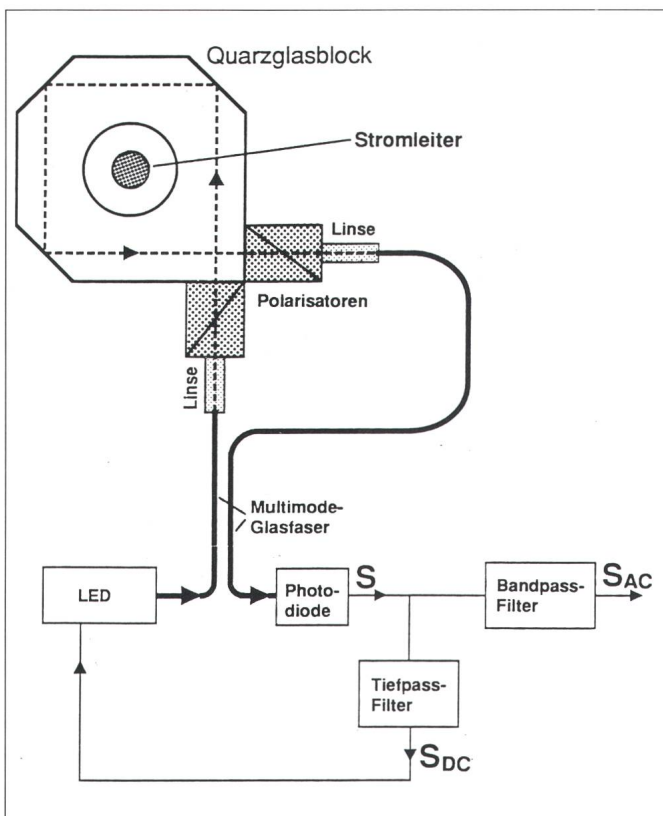 Quarzglasblock
Stromleiter
Linse
Polarisatoren
Linse
Multimode-
Glasfaser
LED
Photo-
diode
S
Bandpass-
Filter
SAC
Tiefpass-
Filter
SDC